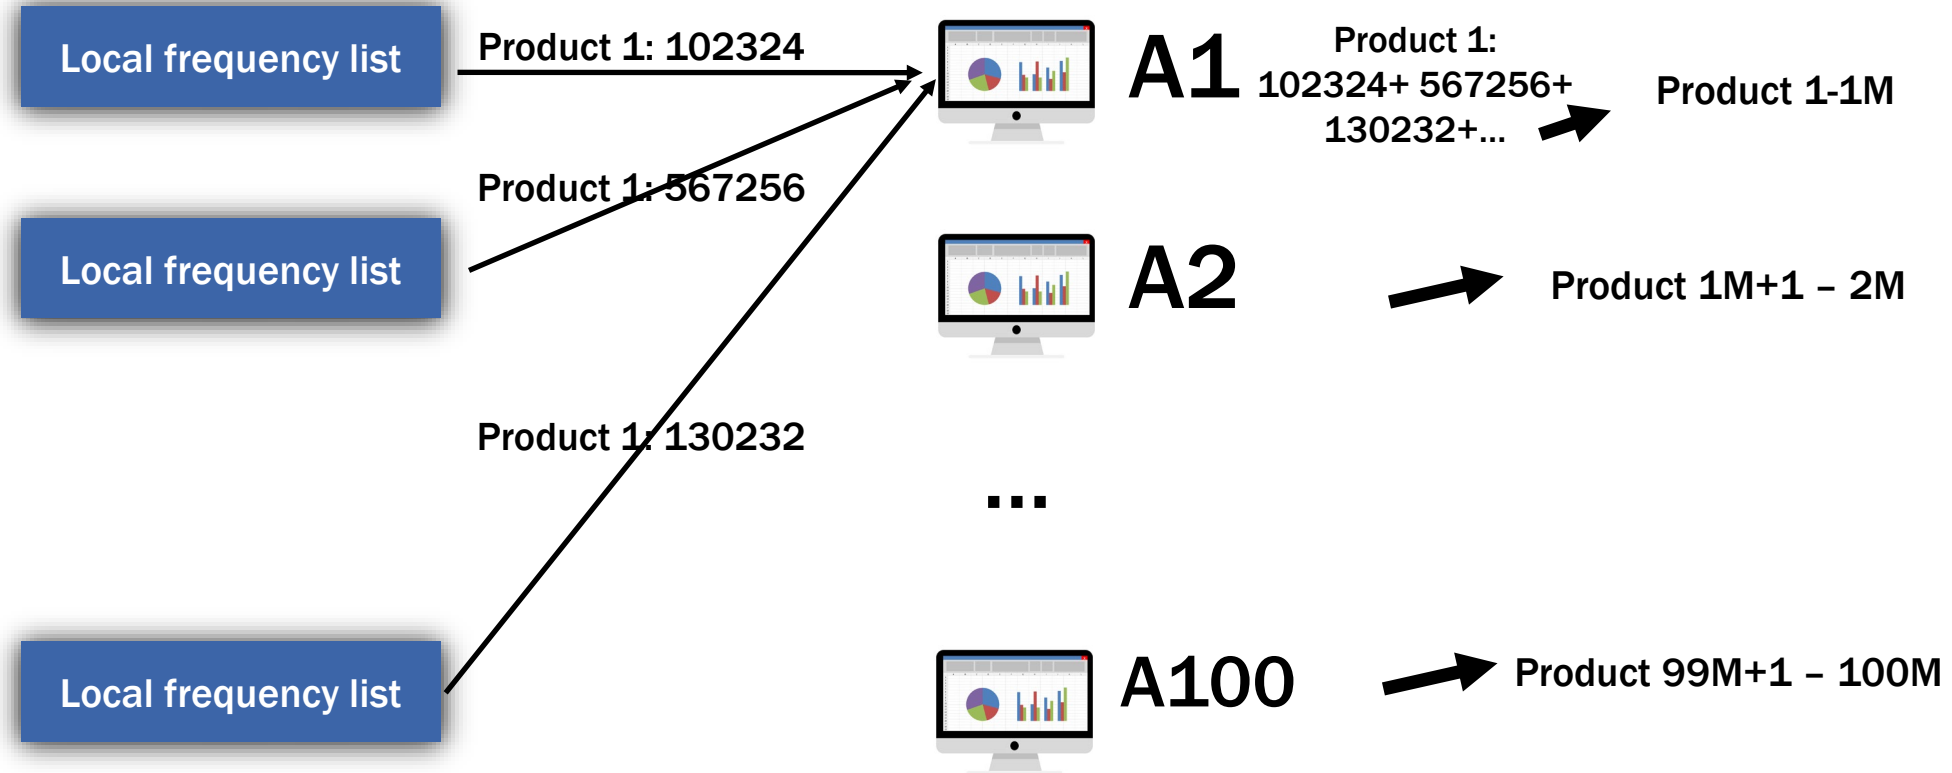 Local frequency list
Product 1: 102324
A1
Product 1:
102324+ 567256+
130232+...
Product 1-1M
Local frequency list
Product 1: 567256
A2
Product 1M+1 – 2M
Product 1: 130232
...
Local frequency list
A100
Product 99M+1 – 100M